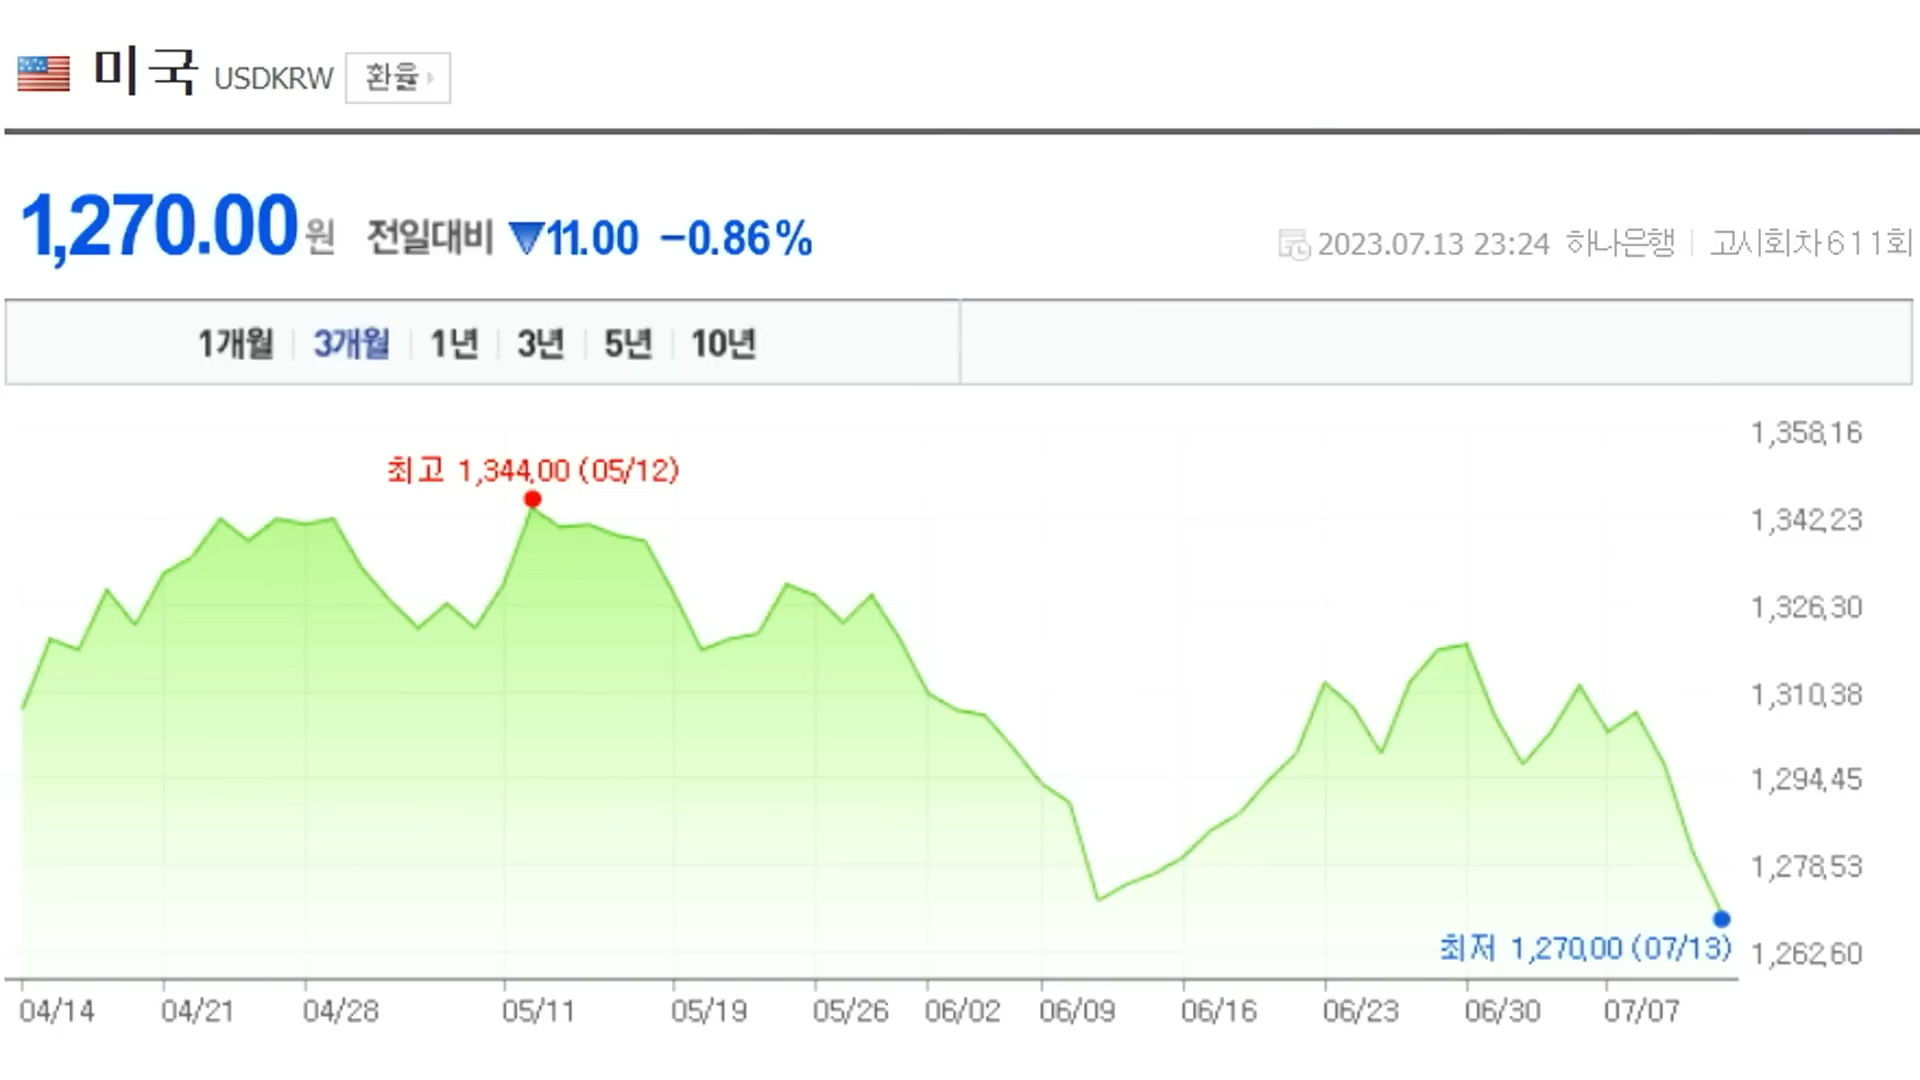 미국 USDKRW 환율
1,270.00원 전일대비 ▼11.00 -0.86%
2023.07.13 23:24 하나은행 | 고시회차 611회
1개월 | 3개월 | 1년 | 3년 | 5년 | 10년
1,358.16
최고 1,344.00 (05/12)
1,342.23
1,326.30
1,310.38
1,294.45
1,278.53
최저 1,270.00 (07/13)
1,262.60
04/14 04/21 04/28 05/11 05/19 05/26 06/02 06/09 06/16 06/23 06/30 07/07